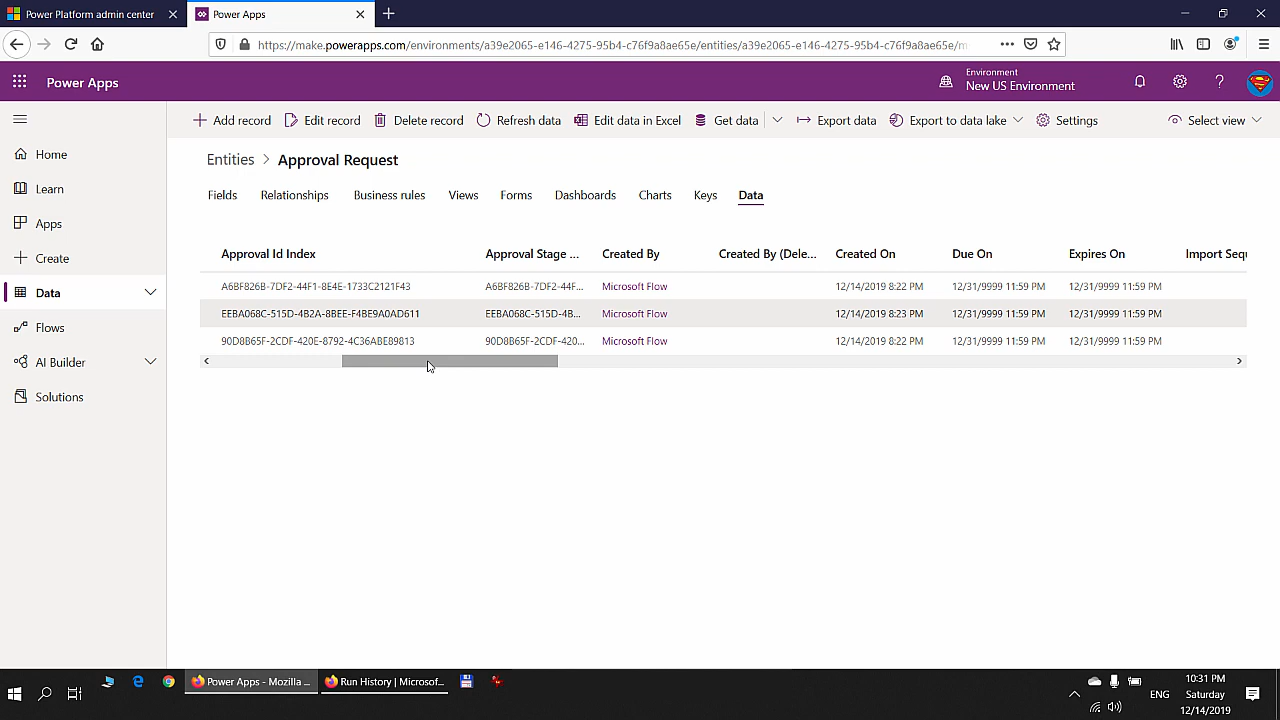 Power Platform admin center
Power Apps
https://make.powerapps.com/environments/a39e2065-e146-4275-95b4-c76f9a8aae65e/entities/a39e2065-e146-4275-95b4-c76f9a8ae65e/
Power Apps
Environment
New US Environment
Add record
Edit record
Delete record
Refresh data
Edit data in Excel
Get data
Export data
Export to data lake
Settings
Select view
Home
Learn
Apps
Create
Data
Flows
AI Builder
Solutions
Entities > Approval Request
Fields Relationships Business rules Views Forms Dashboards Charts Keys Data
Approval Id Index Approval Stage ... Created By Created By (Dele... Created On Due On Expires On Import Sequ
A6BF826B-7DF2-44F1-8E4E-1733C2121F43 A6BF826B-7DF2-44F... Microsoft Flow 12/14/2019 8:22 PM 12/31/9999 11:59 PM 12/31/9999 11:59 PM
EEBA068C-515D-4B2A-8BEE-F4BE9A0AD611 EEBA068C-515D-4B... Microsoft Flow 12/14/2019 8:23 PM 12/31/9999 11:59 PM 12/31/9999 11:59 PM
90D8B65F-2CDF-420E-8792-4C36ABE89813 90D8B65F-2CDF-420... Microsoft Flow 12/14/2019 8:22 PM 12/31/9999 11:59 PM 12/31/9999 11:59 PM
Power Apps - Mozilla ...
Run History | Microsof...
ENG
10:31 PM
Saturday
12/14/2019